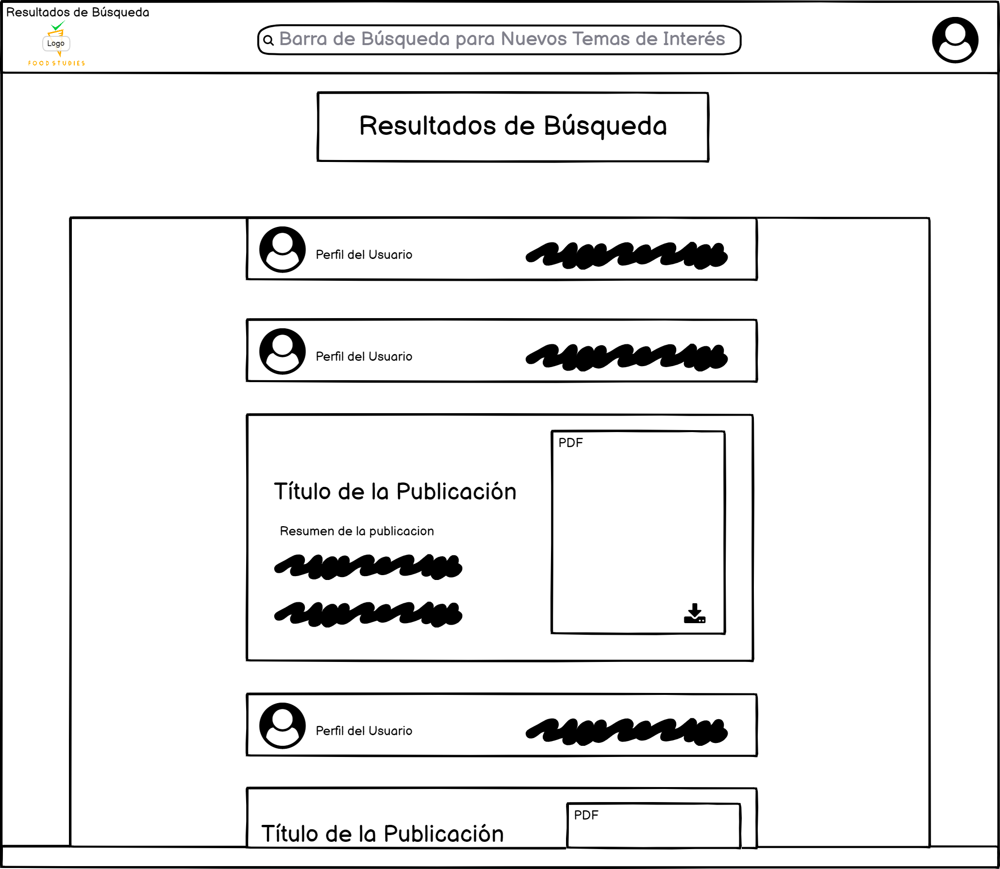 Resultados de Búsqueda
Logo
FOOD STUDIES
Barra de Búsqueda para Nuevos Temas de Interés
Resultados de Búsqueda
Perfil del Usuario
Perfil del Usuario
PDF
Título de la Publicación
Resumen de la publicacion
Perfil del Usuario
PDF
Título de la Publicación